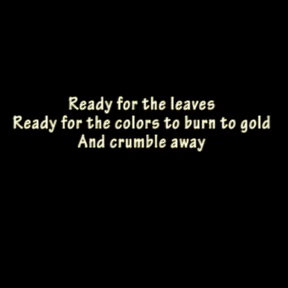 Ready for the leaves
Ready for the colors to burn to gold
And crumble away